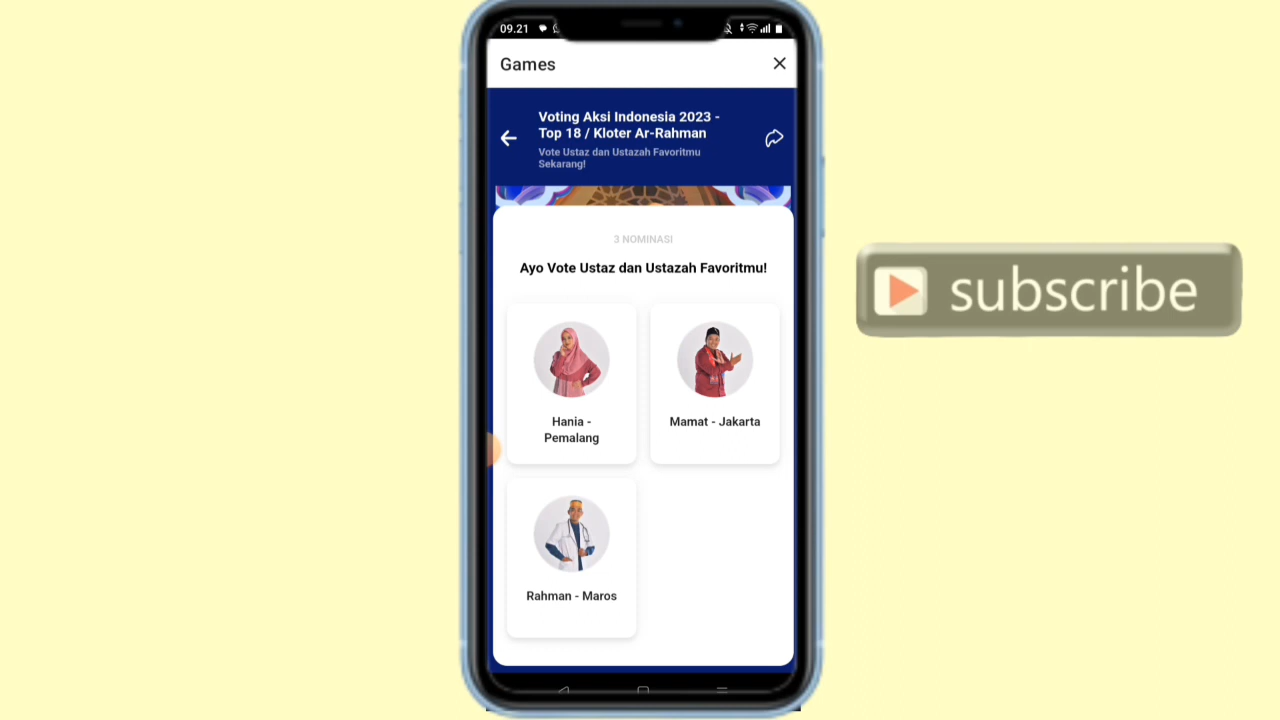 09.21
Games
Voting Aksi Indonesia 2023 -
Top 18 / Kloter Ar-Rahman
Vote Ustaz dan Ustazah Favoritmu
Sekarang!
3 NOMINASI
Ayo Vote Ustaz dan Ustazah Favoritmu!
Hania -
Pemalang
Mamat - Jakarta
Rahman - Maros
subscribe